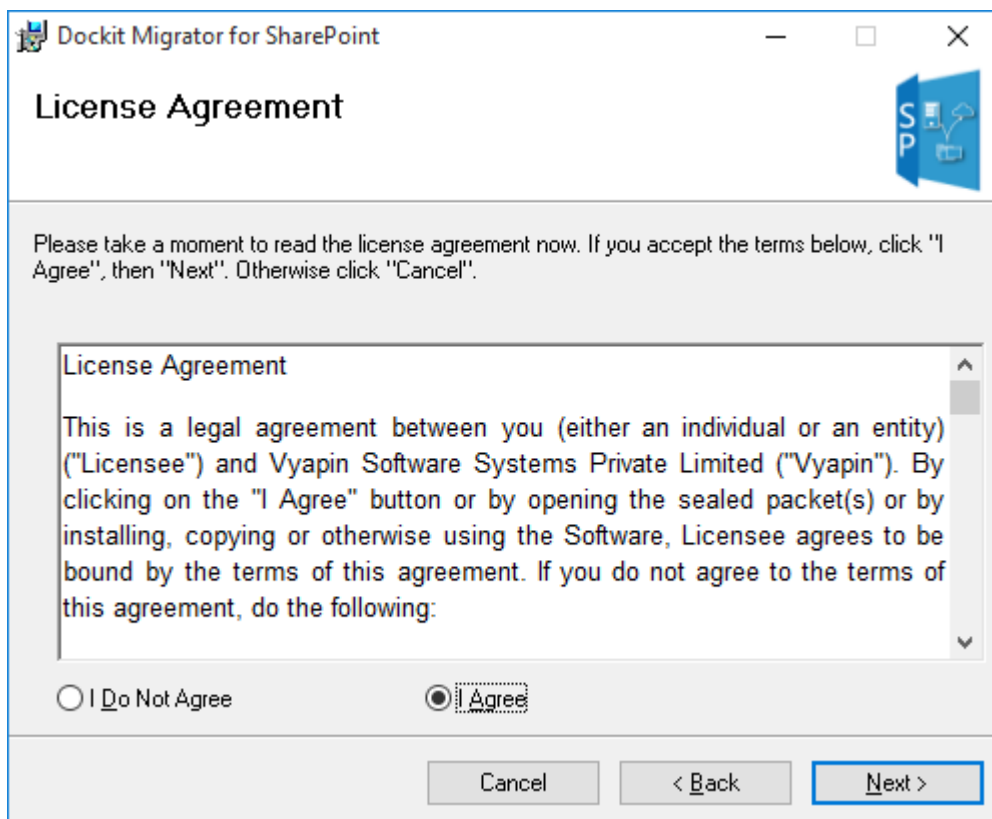 Dockit Migrator for SharePoint
License Agreement
S
P
Please take a moment to read the license agreement now. If you accept the terms below, click "I
Agree", then "Next". Otherwise click "Cancel".
License Agreement
This is a legal agreement between you (either an individual or an entity)
("Licensee") and Vyapin Software Systems Private Limited ("Vyapin"). By
clicking on the "I Agree" button or by opening the sealed packet(s) or by
installing, copying or otherwise using the Software, Licensee agrees to be
bound by the terms of this agreement. If you do not agree to the terms of
this agreement, do the following:
I Do Not Agree
I Agree
Cancel
< Back
Next >